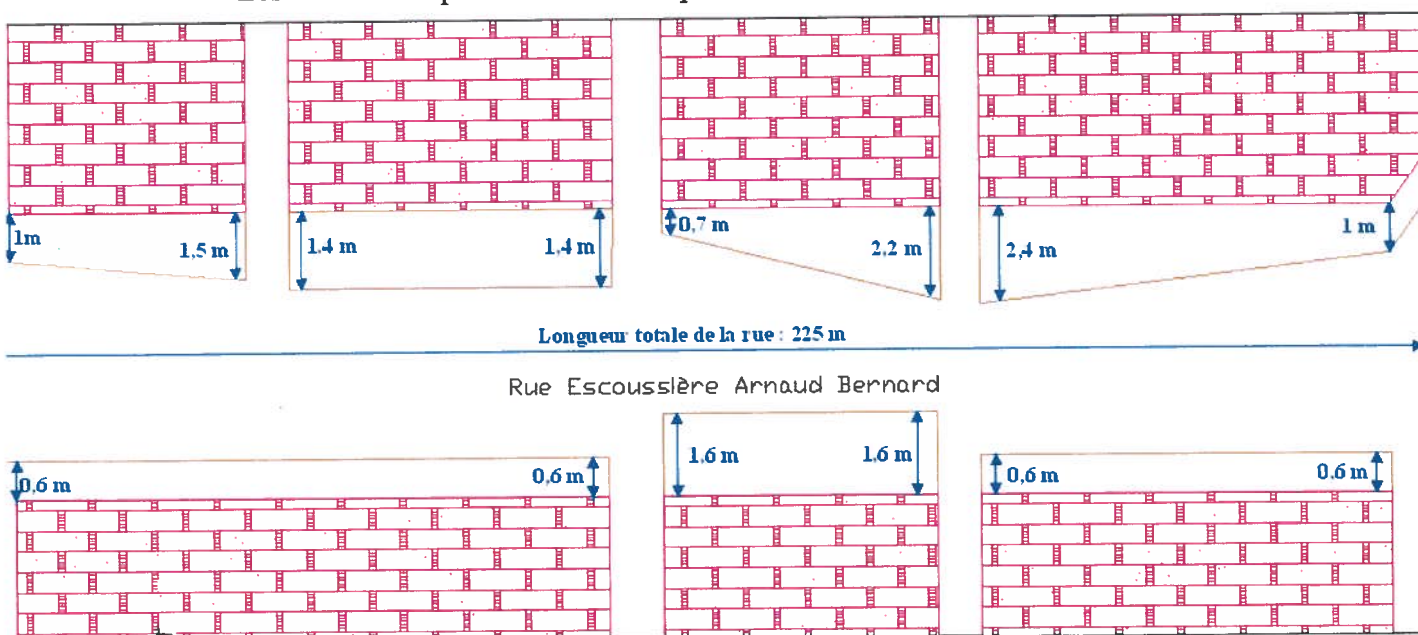 1m
1,5 m
1,4 m
1,4 m
0,7 m
2,2 m
2,4 m
1 m
Longueur totale de la rue : 225 m
Rue Escoussière Arnaud Bernard
0,6 m
0,6 m
1,6 m
1,6 m
0,6 m
0,6 m